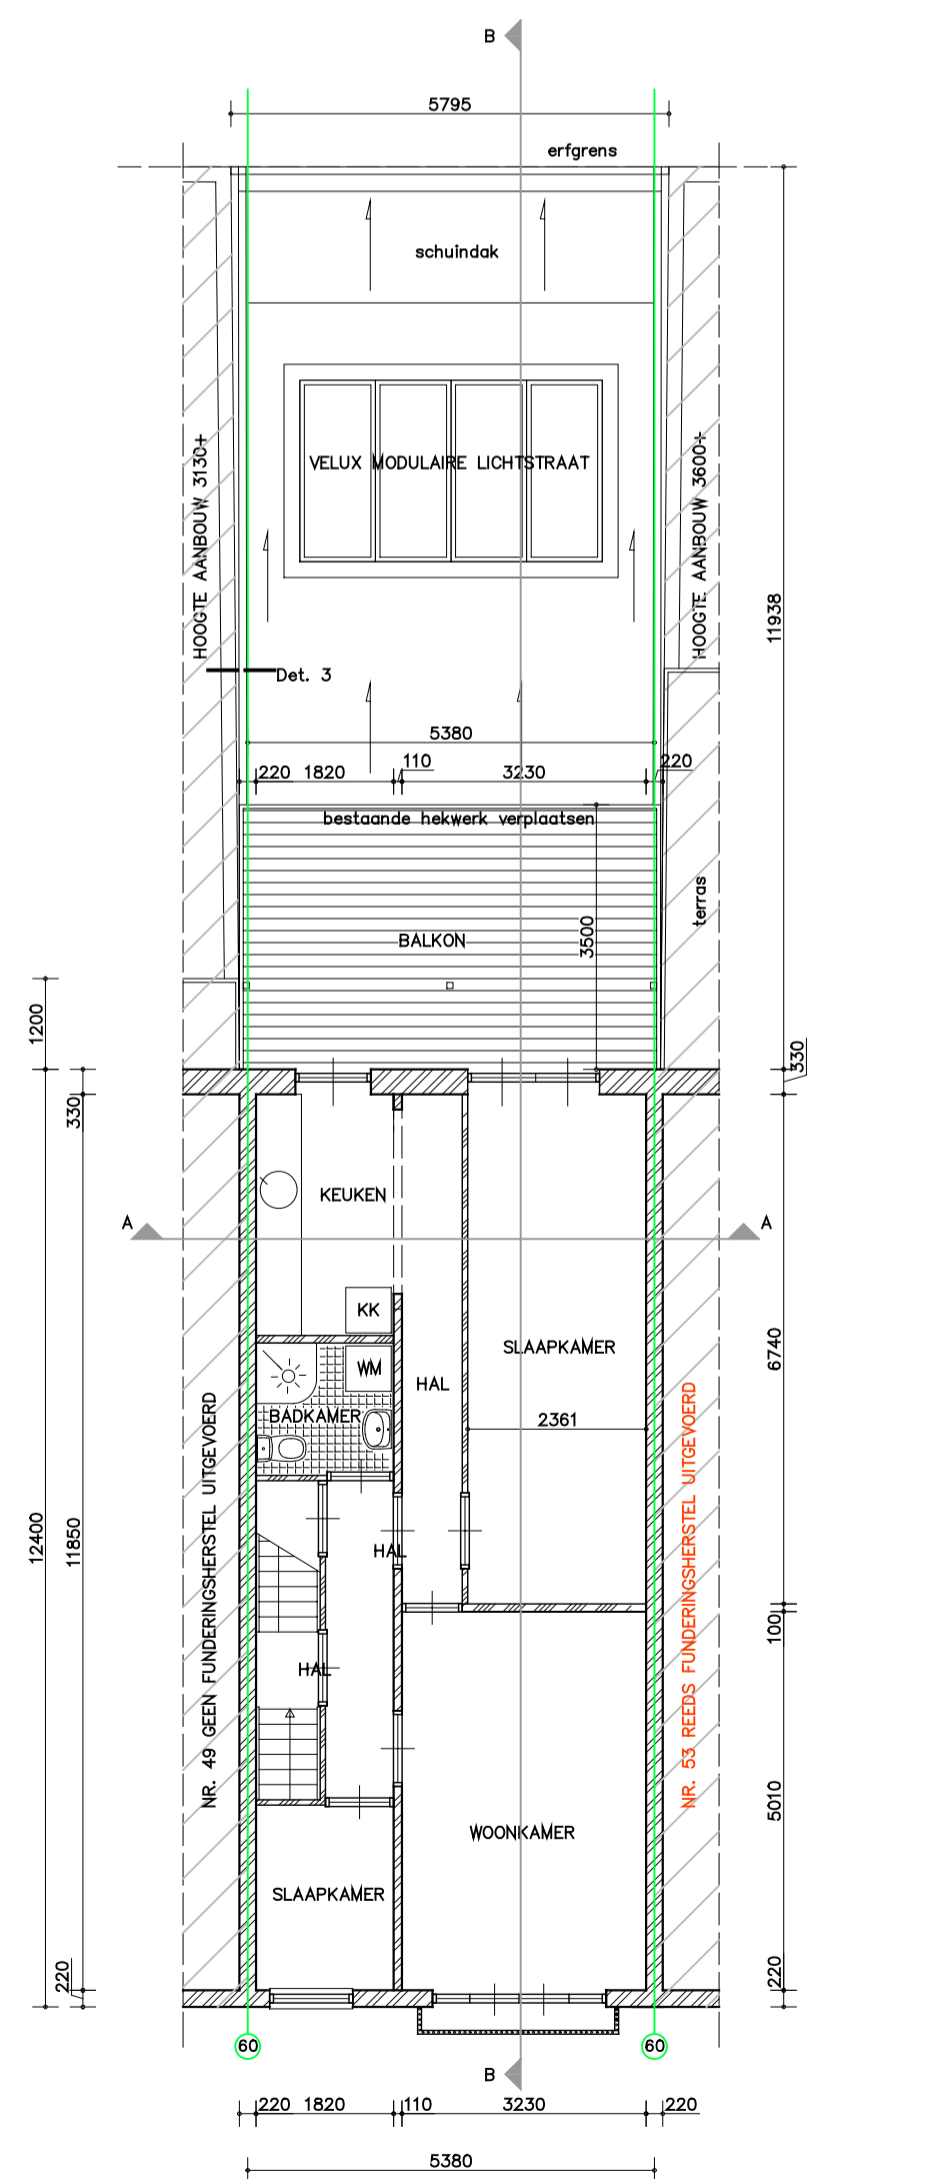 B
5795
erfgrens
schuindak
VELUX MODULAIRE LICHTSTRAAT
HOOGTE AANBOUW 3130+
HOOGTE AANBOUW 3600+
11938
Det. 3
5380
220 1820 110 3230 220
bestaande hekwerk verplaatsen
terras
BALKON
3500
1200
330
330
KEUKEN
A
A
KK
SLAAPKAMER
6740
WM
HAL
BADKAMER
2361
NR. 49 GEEN FUNDERINGSHERSTEL UITGEVOERD
NR. 53 REEDS FUNDERINGSHERSTEL UITGEVOERD
12400
11850
HAL
100
HAL
5010
WOONKAMER
SLAAPKAMER
220
220
60
60
B
220 1820 110 3230 220
5380